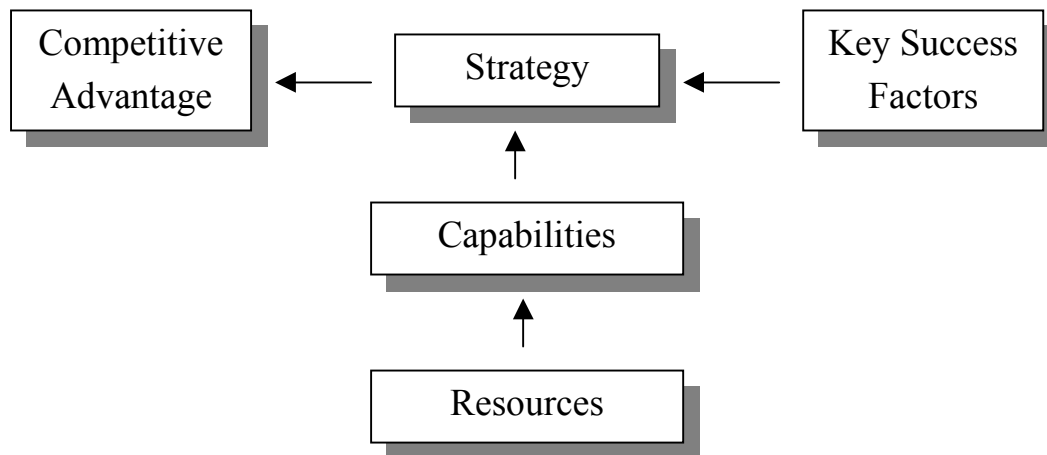 Competitive
Advantage
Strategy
Key Success
Factors
Capabilities
Resources